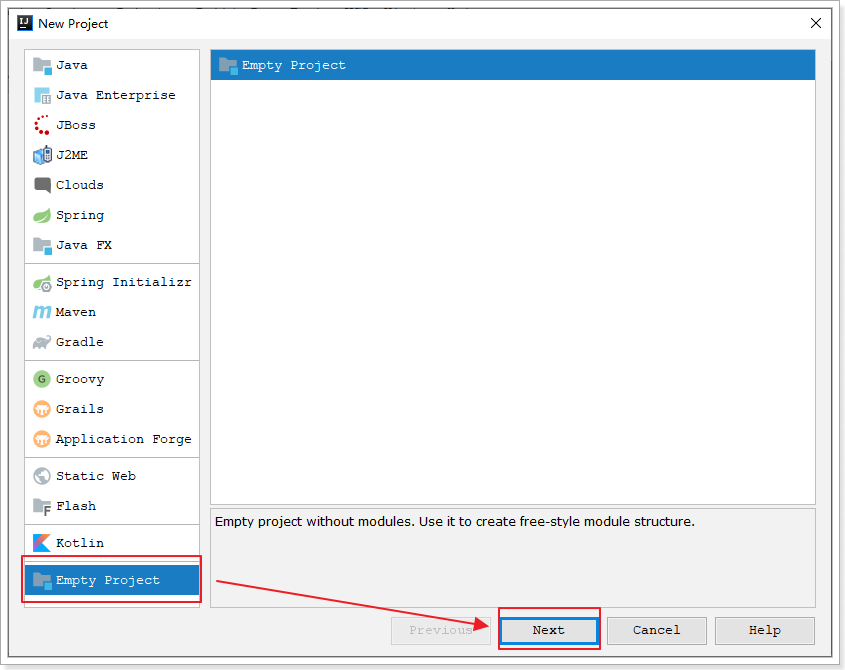 New Project
Java
Java Enterprise
JBoss
J2ME
Clouds
Spring
Java FX
Spring Initializr
Maven
Gradle
Groovy
Grails
Application Forge
Static Web
Flash
Kotlin
Empty Project
Empty Project
Empty project without modules. Use it to create free-style module structure.
Previous
Next
Cancel
Help